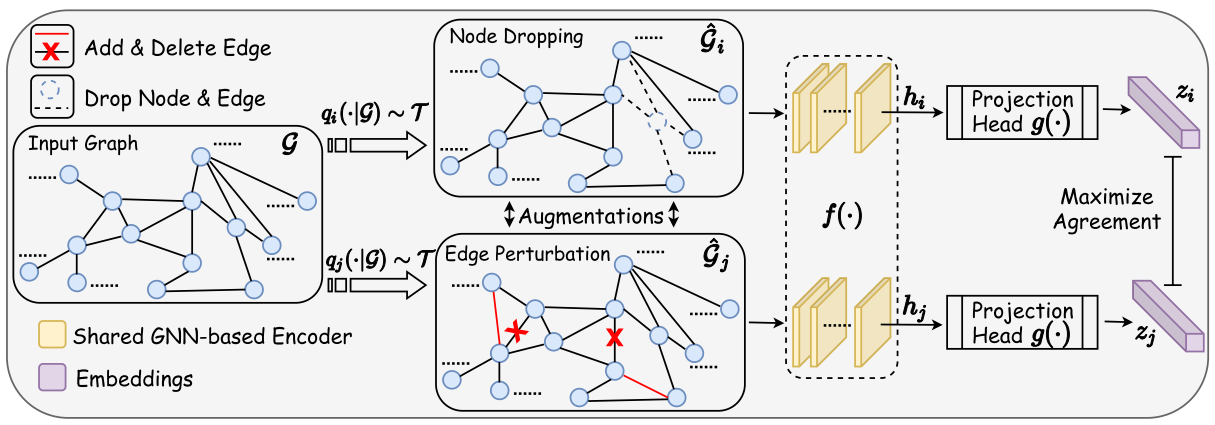 Add & Delete Edge
Drop Node & Edge
Input Graph
𝒢
......
......
......
......
......
......
Shared GNN-based Encoder
Embeddings
qᵢ(·|𝒢) ~ 𝒯
qⱼ(·|𝒢) ~ 𝒯
Node Dropping
𝒢̂ᵢ
......
......
......
......
......
......
Augmentations
Edge Perturbation
𝒢̂ⱼ
......
......
......
......
......
......
......
f(·)
......
hᵢ
Projection
Head g(·)
zᵢ
Maximize
Agreement
hⱼ
Projection
Head g(·)
zⱼ